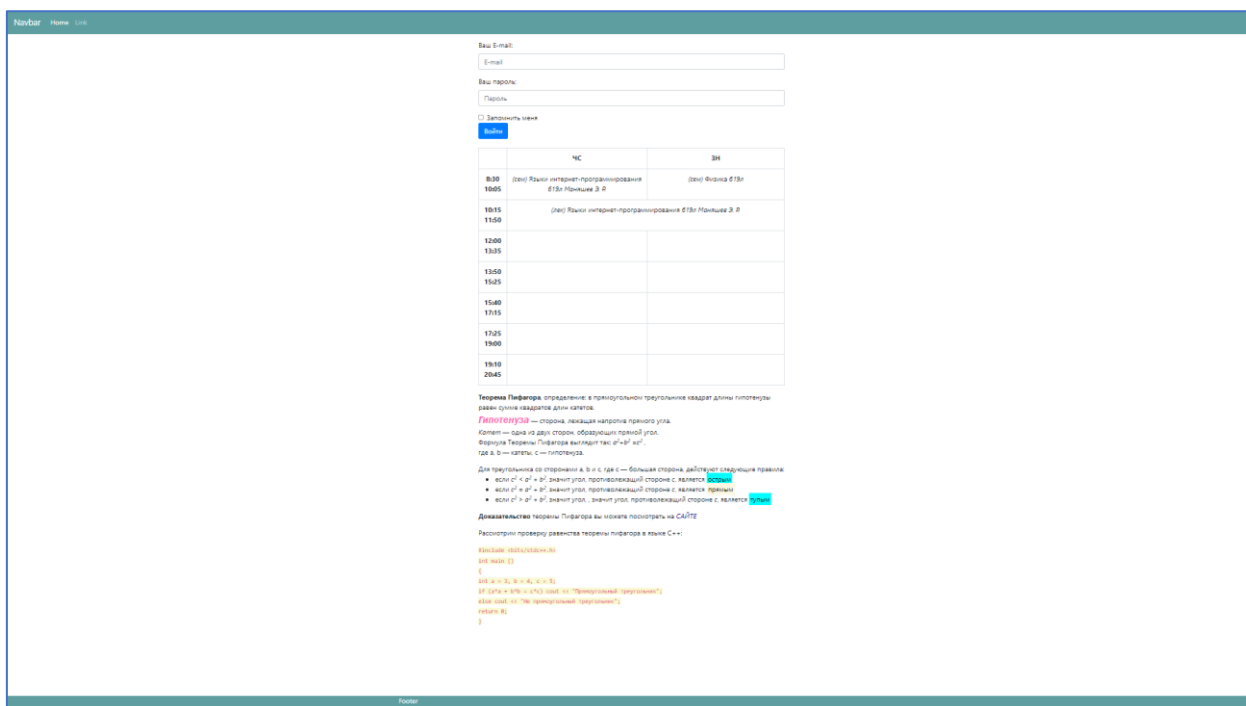 Navbar Home Link
Ваш E-mail:
E-mail
Ваш пароль:
Пароль
Запомнить меня
Войти
ЧС ЗН
8:30 (сем) Языки интернет-программирования (сем) Физика 619л
10:05 619л Маняшев Э. Я
10:15 (лек) Языки интернет-программирования 619л Маняшев Э. Я
11:50
12:00
13:35
13:50
15:25
15:40
17:15
17:25
19:00
19:10
20:45
Теорема Пифагора, определение: в прямоугольном треугольнике квадрат длины гипотенузы
равен сумме квадратов длин катетов.
Гипотенуза — сторона, лежащая напротив прямого угла.
Катет — одна из двух сторон, образующих прямой угол.
Формула Теоремы Пифагора выглядит так: a²+b² =c² ,
где a, b — катеты, c — гипотенуза.
Для треугольника со сторонами a, b и c, где c — большая сторона, действуют следующие правила:
• если c² < a² + b², значит угол, противолежащий стороне c, является острым
• если c² = a² + b², значит угол, противолежащий стороне c, является прямым
• если c² > a² + b², значит угол, , значит угол, противолежащий стороне c, является тупым
Доказательство теоремы Пифагора вы можете посмотреть на САЙТЕ
Рассмотрим проверку равенства теоремы пифагора в языке C++:
#include <bits/stdc++.h>
int main ()
{
int a = 3, b = 4, c = 5;
if (a*a + b*b = c*c) cout << "Прямоугольный треугольник";
else cout << "Не прямоугольный треугольник";
return 0;
}
Footer